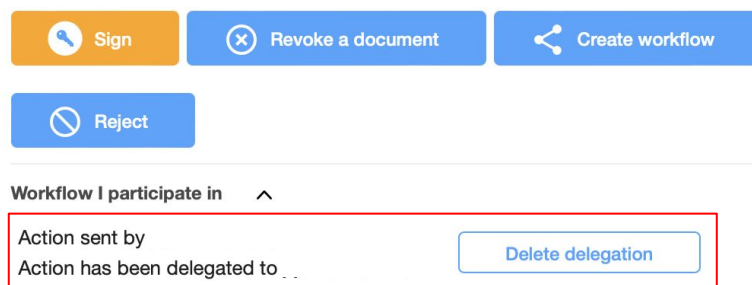 Sign
Revoke a document
Create workflow
Reject
Workflow I participate in
Action sent by
Delete delegation
Action has been delegated to